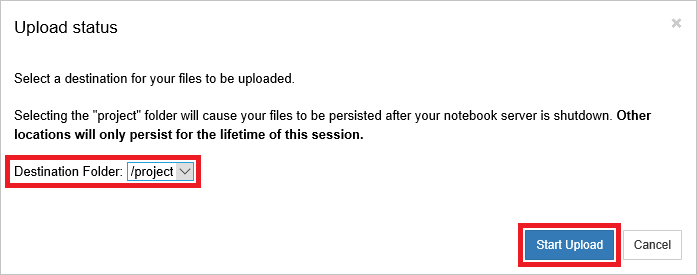 Upload status
Select a destination for your files to be uploaded.
Selecting the "project" folder will cause your files to be persisted after your notebook server is shutdown. Other
locations will only persist for the lifetime of this session.
Destination Folder: /project
Start Upload Cancel